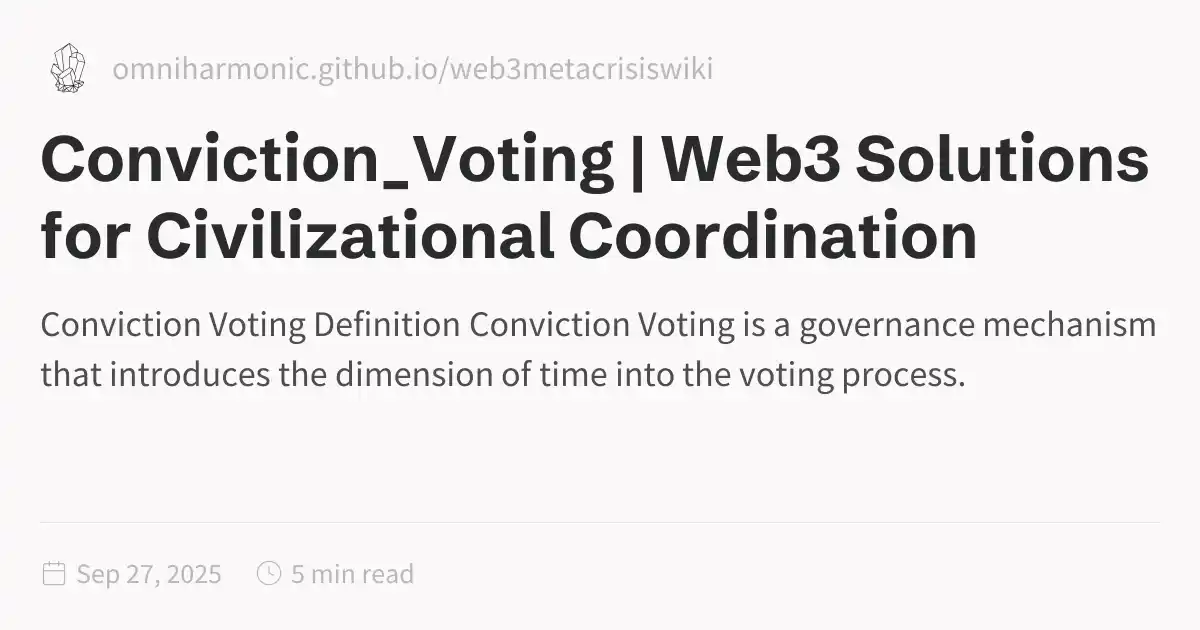 omniharmonic.github.io/web3metacrisiswiki
Conviction_Voting | Web3 Solutions
for Civilizational Coordination
Conviction Voting Definition Conviction Voting is a governance mechanism
that introduces the dimension of time into the voting process.
Sep 27, 2025 5 min read